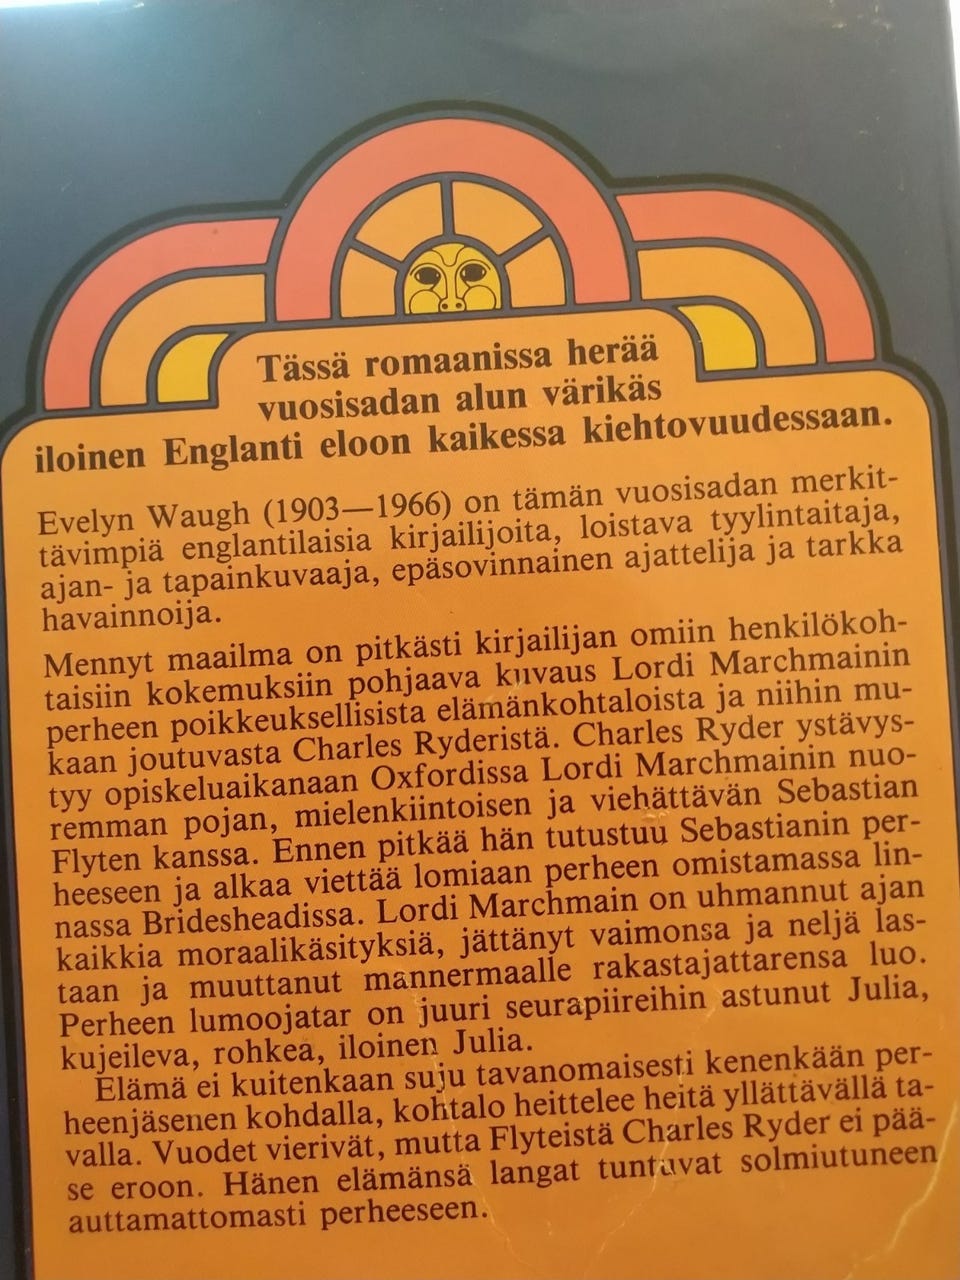 Tässä romaanissa herää
vuosisadan alun värikäs
iloinen Englanti eloon kaikessa kiehtovuudessaan.
Evelyn Waugh (1903—1966) on tämän vuosisadan merkit-
tävimpiä englantilaisia kirjailijoita, loistava tyylintaitaja,
ajan- ja tapainkuvaaja, epäsovinnainen ajattelija ja tarkka
havainnoija.
Mennyt maailma on pitkästi kirjailijan omiin henkilökoh-
taisiin kokemuksiin pohjaava kuvaus Lordi Marchmainin
perheen poikkeuksellisista elämänkohtaloista ja niihin mu-
kaan joutuvasta Charles Ryderistä. Charles Ryder ystävys-
tyy opiskeluaikanaan Oxfordissa Lordi Marchmainin nuo-
remman pojan, mielenkiintoisen ja viehättävän Sebastian
Flyten kanssa. Ennen pitkää hän tutustuu Sebastianin per-
heeseen ja alkaa viettää lomiaan perheen omistamassa lin-
nassa Bridesheadissa. Lordi Marchmain on uhmannut ajan
kaikkia moraalikäsityksiä, jättänyt vaimonsa ja neljä las-
taan ja muuttanut mannermaalle rakastajattarensa luo.
Perheen lumoojatar on juuri seurapiireihin astunut Julia,
kujeileva, rohkea, iloinen Julia.
Elämä ei kuitenkaan suju tavanomaisesti kenenkään per-
heenjäsenen kohdalla, kohtalo heittelee heitä yllättävällä ta-
valla. Vuodet vierivät, mutta Flyteistä Charles Ryder ei pää-
se eroon. Hänen elämänsä langat tuntuvat solmiutuneen
auttamattomasti perheeseen.